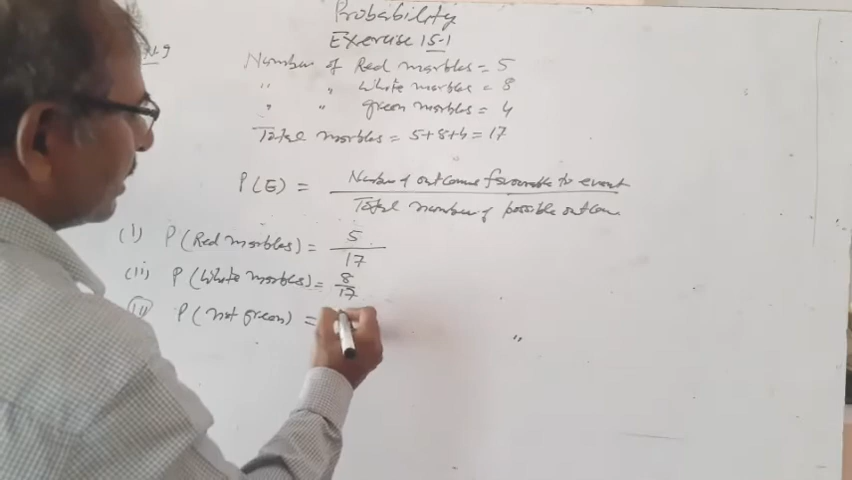 Probability
Exercise 15.1
Number of Red marbles = 5
" " White marbles = 8
" " green marbles = 4
Total marbles = 5+8+4 = 17
P(E) = Number of outcome favourable to event
Total number of possible outcome
(i) P(Red marbles) = 5/17
(ii) P(White marbles) = 8/17
(iii) P(not green) =